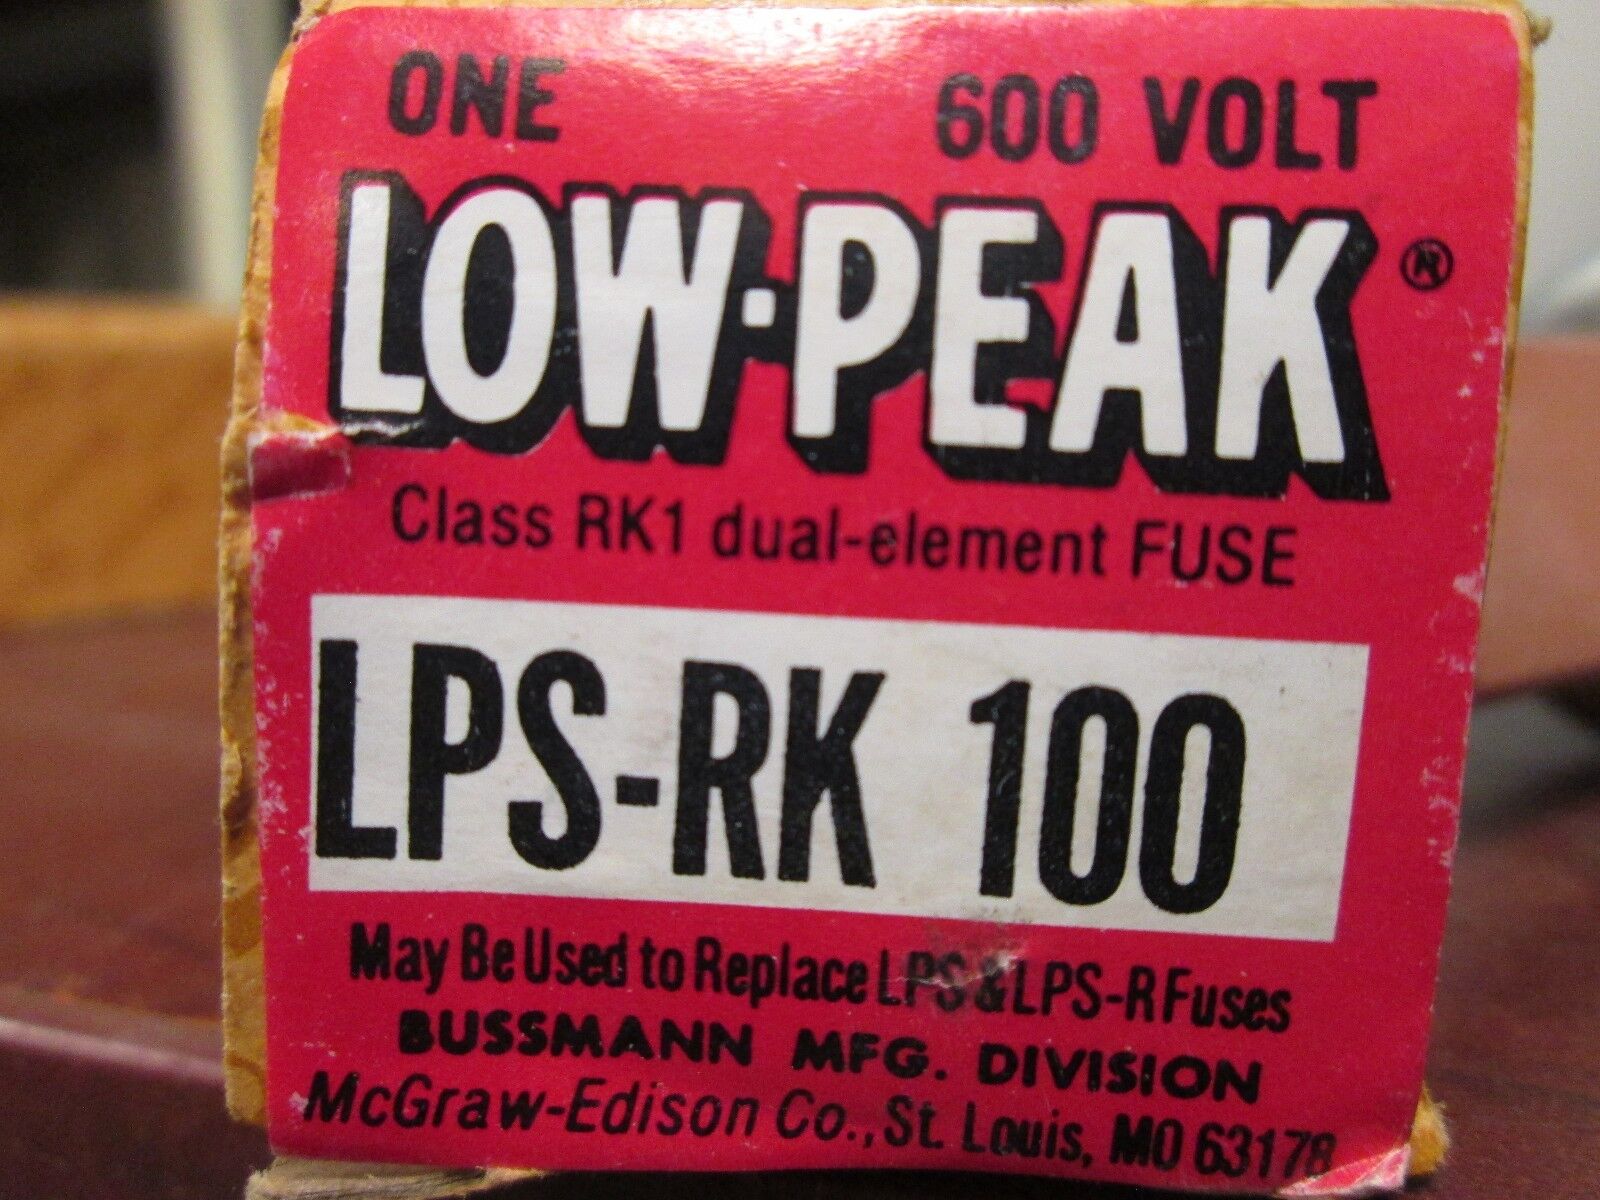 ONE 600 VOLT
LOW-PEAK®
Class RK1 dual-element FUSE
LPS-RK 100
May Be Used to Replace LPS & LPS-R Fuses
BUSSMANN MFG. DIVISION
McGraw-Edison Co., St. Louis, MO 63178